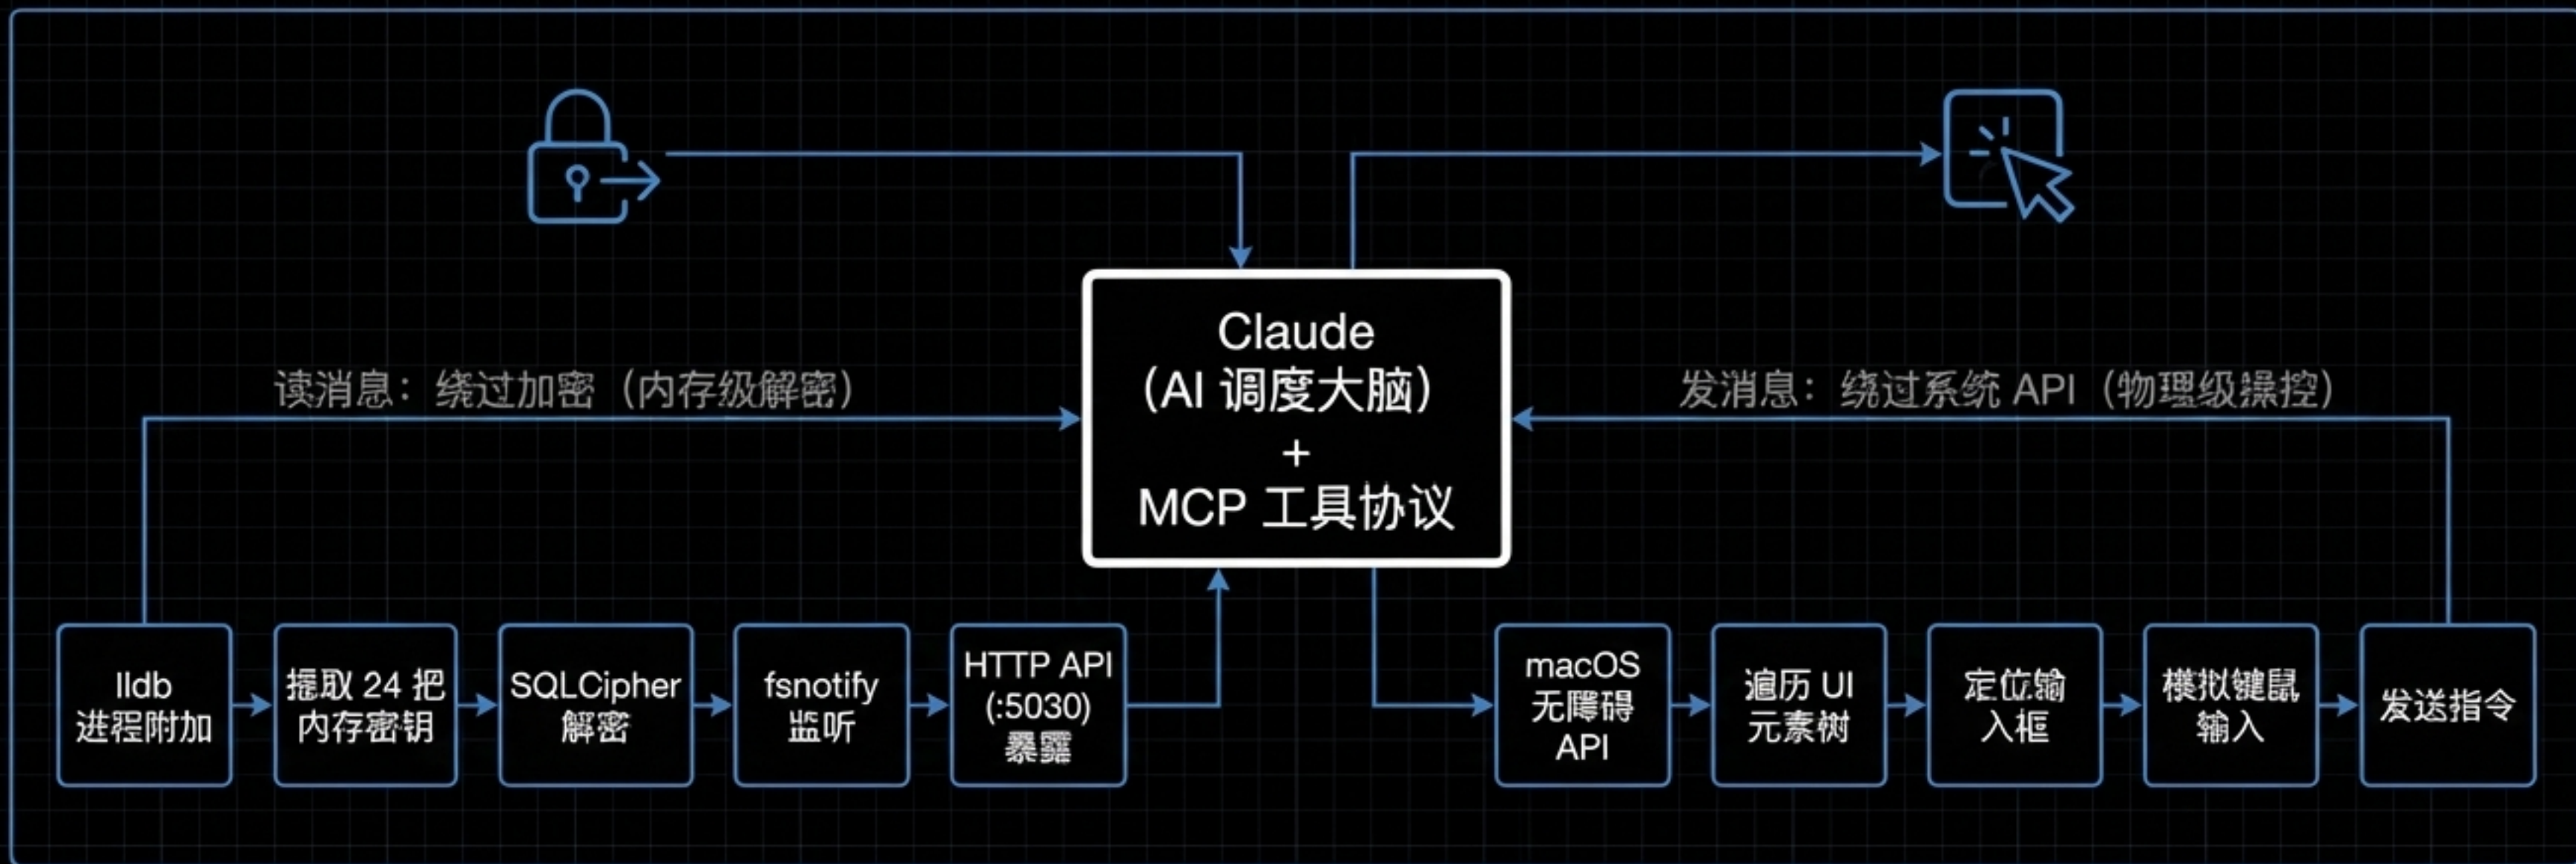 读消息：绕过加密（内存级解密）
发消息：绕过系统 API（物理级操控）
Claude
（AI 调度大脑）
+
MCP 工具协议
lldb
进程附加
提取 24 把
内存密钥
SQLCipher
解密
fsnotify
监听
HTTP API
(:5030)
暴露
macOS
无障碍
API
遍历 UI
元素树
定位输
入框
模拟键鼠
输入
发送指令